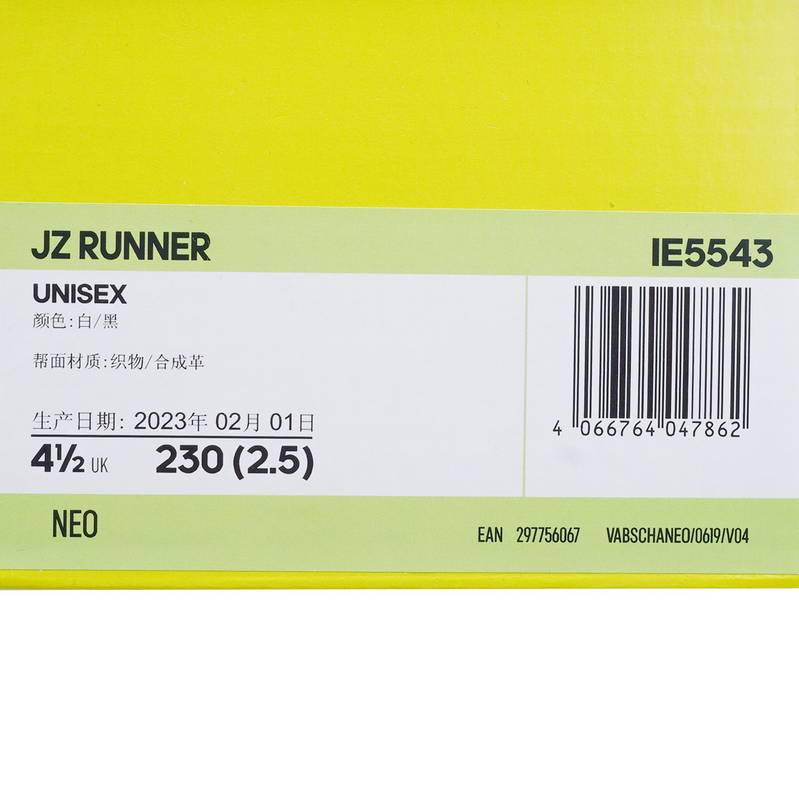 JZ RUNNER IE5543
UNISEX
颜色:白/黑
帮面材质:织物/合成革
生产日期: 2023年 02月 01日
4½ UK 230 (2.5)
4 066764 047862
NEO
EAN 297756067 VABSCHANEO/0619/V04